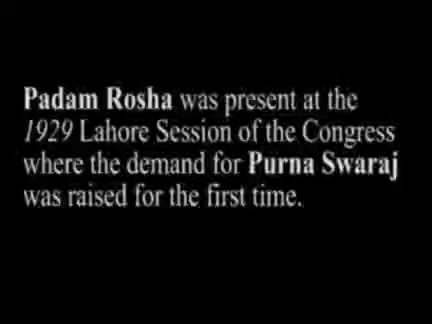 Padam Rosha was present at the
1929 Lahore Session of the Congress
where the demand for Purna Swaraj
was raised for the first time.